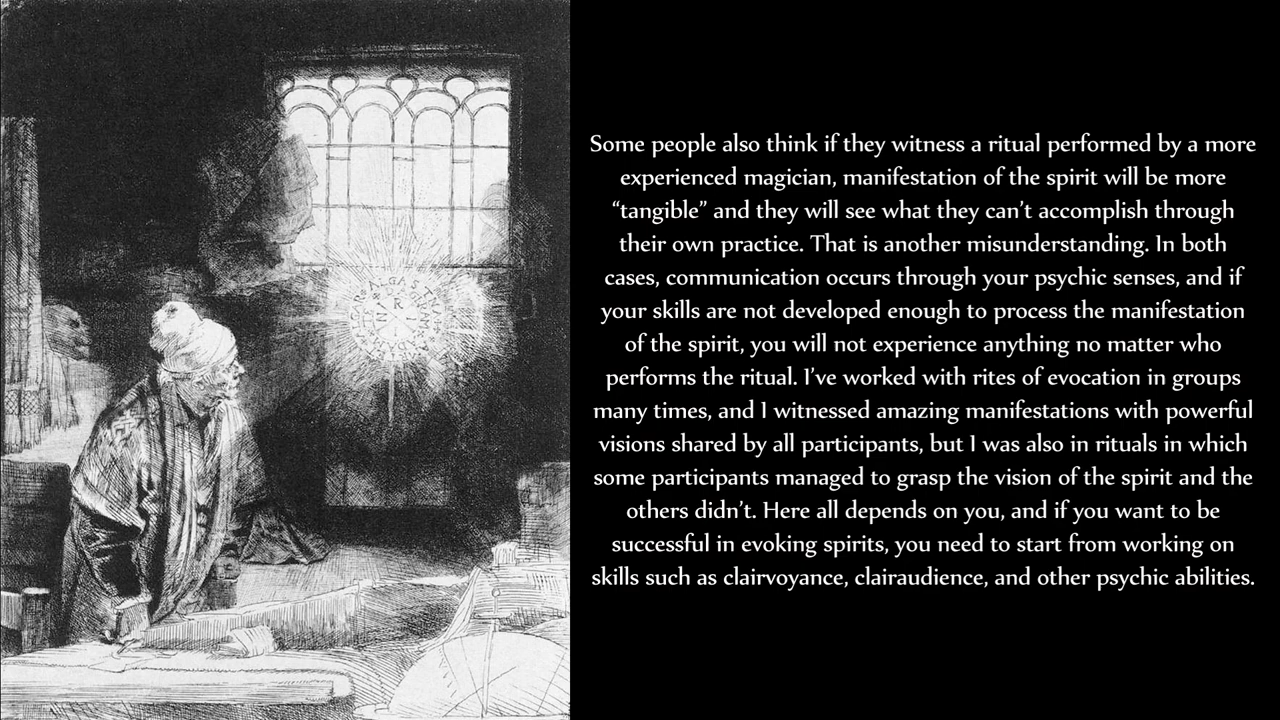 Some people also think if they witness a ritual performed by a more
experienced magician, manifestation of the spirit will be more
“tangible” and they will see what they can’t accomplish through
their own practice. That is another misunderstanding. In both
cases, communication occurs through your psychic senses, and if
your skills are not developed enough to process the manifestation
of the spirit, you will not experience anything no matter who
performs the ritual. I’ve worked with rites of evocation in groups
many times, and I witnessed amazing manifestations with powerful
visions shared by all participants, but I was also in rituals in which
some participants managed to grasp the vision of the spirit and the
others didn’t. Here all depends on you, and if you want to be
successful in evoking spirits, you need to start from working on
skills such as clairvoyance, clairaudience, and other psychic abilities.